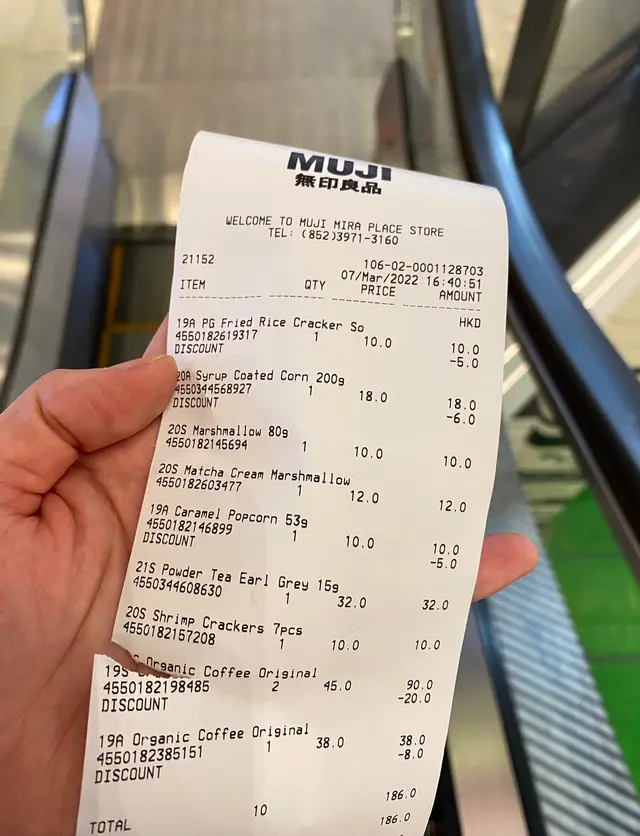 MUJI
無印良品
WELCOME TO MUJI MIRA PLACE STORE
TEL: (852)3971-3160
21152 106-02-0001128703
07/Mar/2022 16:40:51
ITEM QTY PRICE AMOUNT
HKD
19A PG Fried Rice Cracker So
4550182619317 1 10.0 10.0
DISCOUNT -5.0
20A Syrup Coated Corn 200g
4550344568927 1 18.0 18.0
DISCOUNT -6.0
20S Marshmallow 80g
4550182145694 1 10.0 10.0
20S Matcha Cream Marshmallow
4550182603477 1 12.0 12.0
19A Caramel Popcorn 53g
4550182146899 1 10.0 10.0
DISCOUNT -5.0
21S Powder Tea Earl Grey 15g
4550344608630 1 32.0 32.0
20S Shrimp Crackers 7pcs
4550182157208 1 10.0 10.0
19S Organic Coffee Original
4550182198485 2 45.0 90.0
DISCOUNT -20.0
19A Organic Coffee Original
4550182385151 1 38.0 38.0
DISCOUNT -8.0
186.0
TOTAL 10 186.0